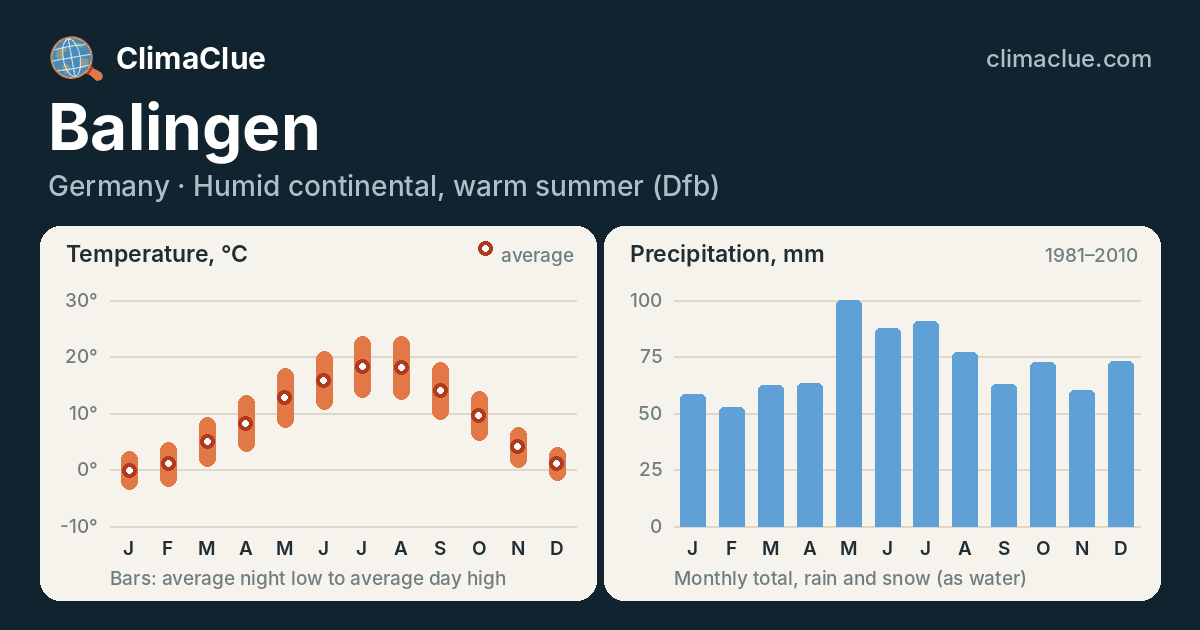 ClimaClue
climaclue.com
Balingen
Germany · Humid continental, warm summer (Dfb)
Temperature, °C
average
30°
20°
10°
0°
-10°
J F M A M J J A S O N D
Bars: average night low to average day high
Precipitation, mm
1981–2010
100
75
50
25
0
J F M A M J J A S O N D
Monthly total, rain and snow (as water)